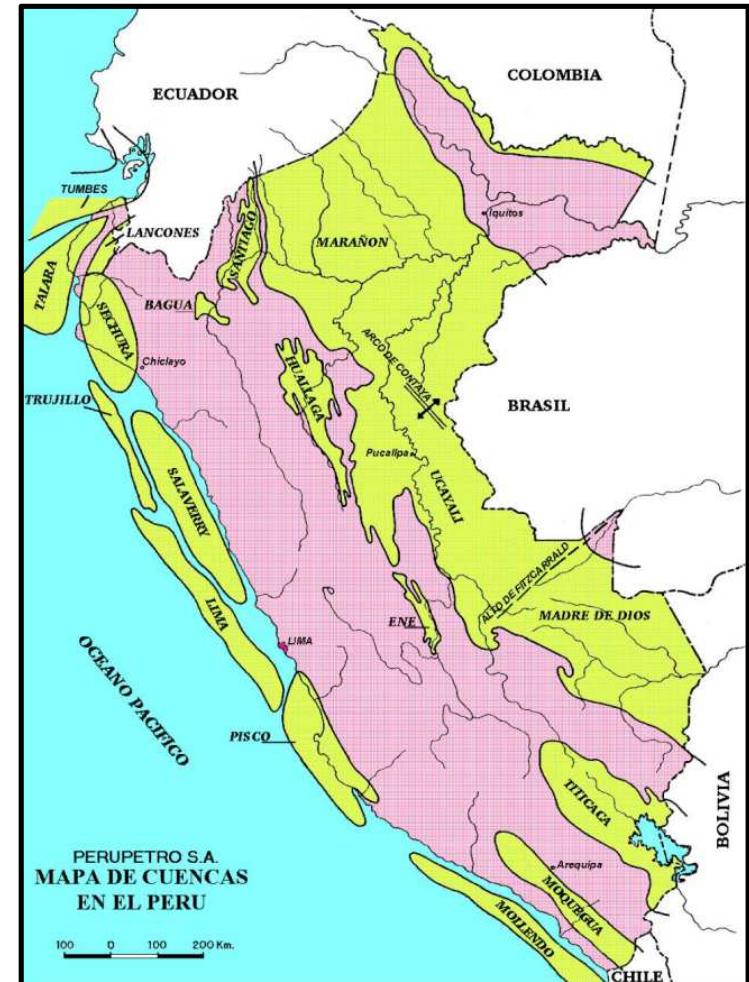 COLOMBIA
ECUADOR
TUMBES
LANCONES
TALARA
SANTIAGO
MARAÑON
Iquitos
BAGUA
SECHURA
Chiclayo
HUALLAGA
ARCO DE CONTAYA
TRUJILLO
BRASIL
Pucallpa
UCAYALI
SALAVERRY
ALTO DE FITZCARRALD
LIMA
ENE
MADRE DE DIOS
LIMA
OCEANO PACIFICO
PISCO
TITICACA
BOLIVIA
PERUPETRO S.A.
MAPA DE CUENCAS
EN EL PERU
Arequipa
MOQUEGUA
MOLLENDO
100 0 100 200 Km.
CHILE